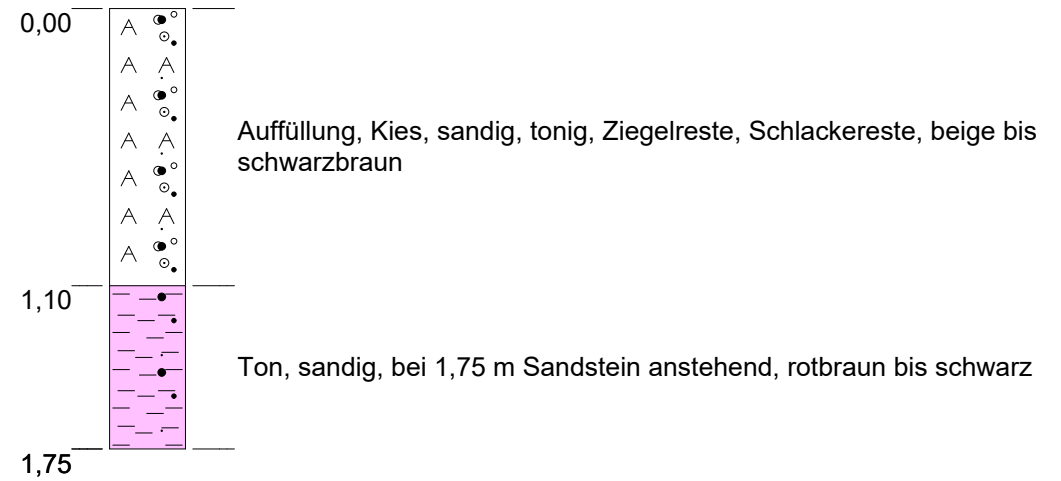 0,00
Auffüllung, Kies, sandig, tonig, Ziegelreste, Schlackereste, beige bis
schwarzbraun
1,10
Ton, sandig, bei 1,75 m Sandstein anstehend, rotbraun bis schwarz
1,75